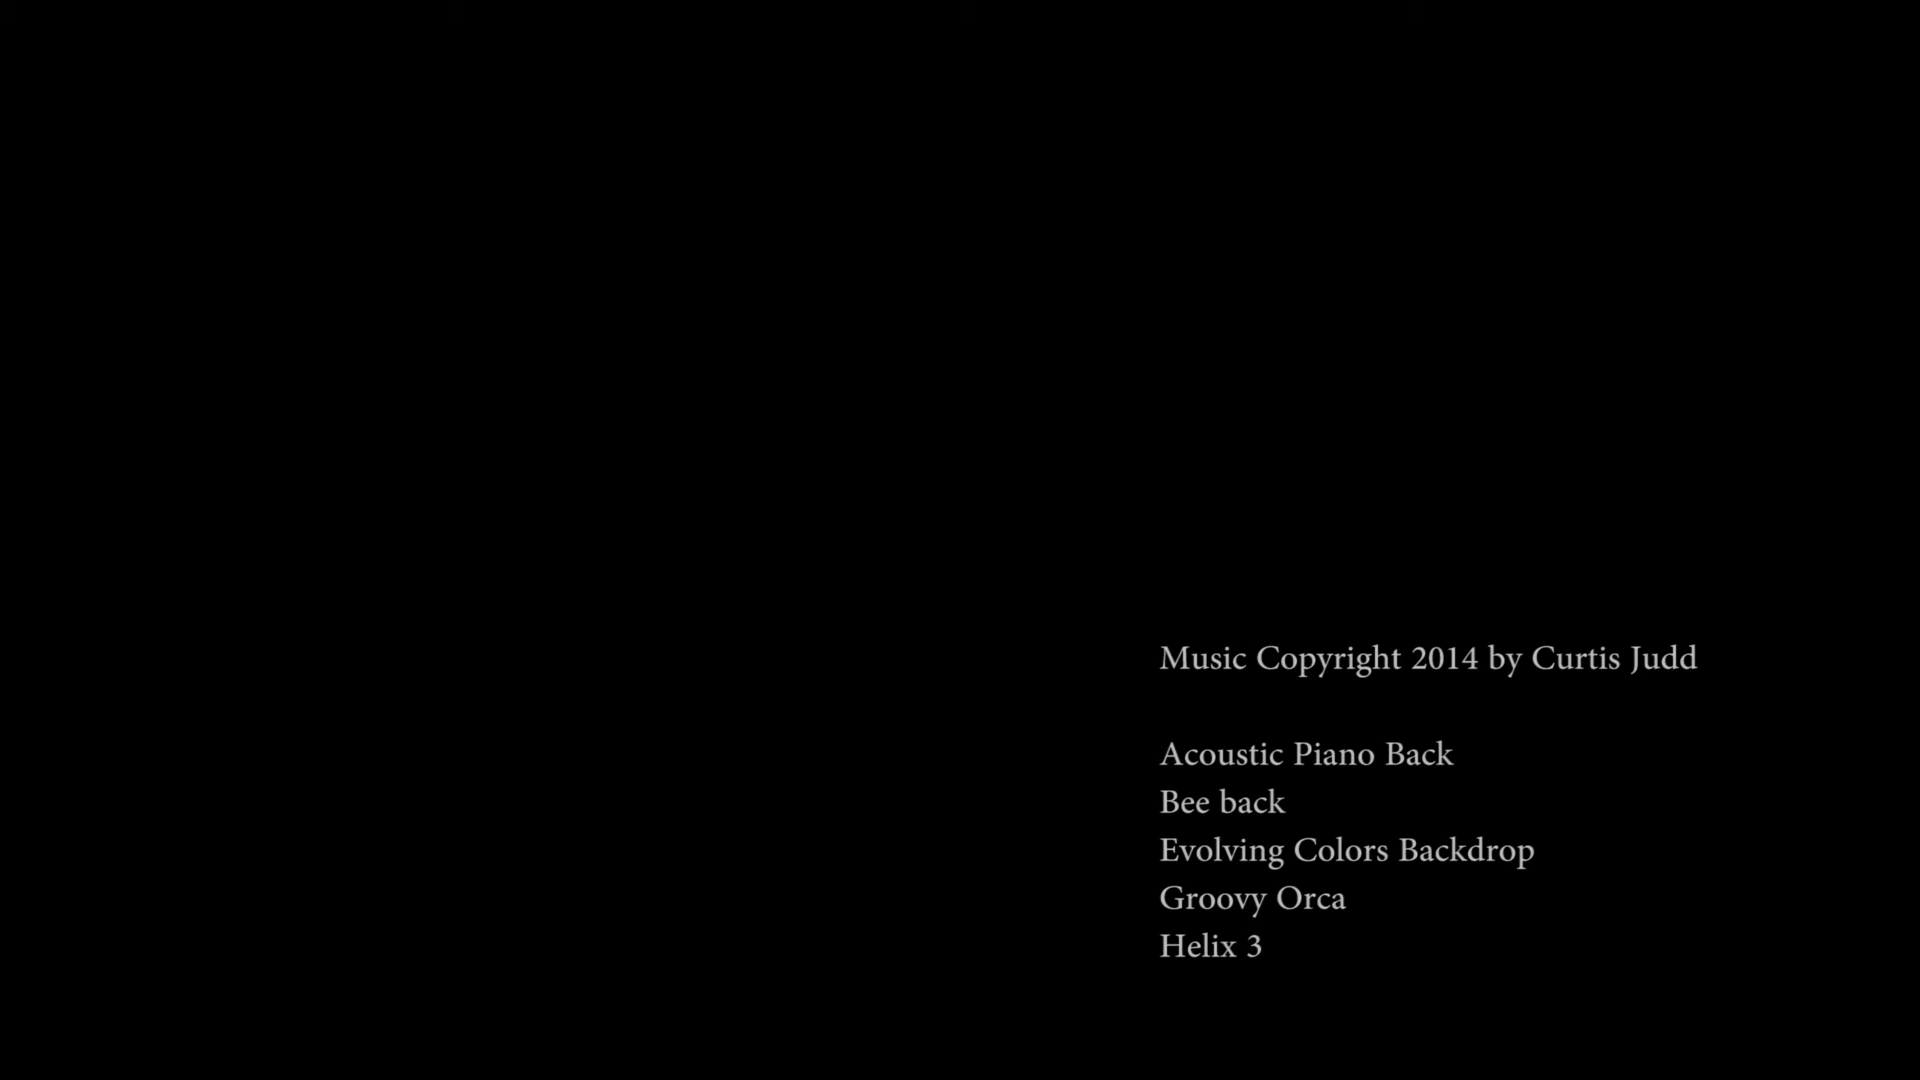 Music Copyright 2014 by Curtis Judd
Acoustic Piano Back
Bee back
Evolving Colors Backdrop
Groovy Orca
Helix 3